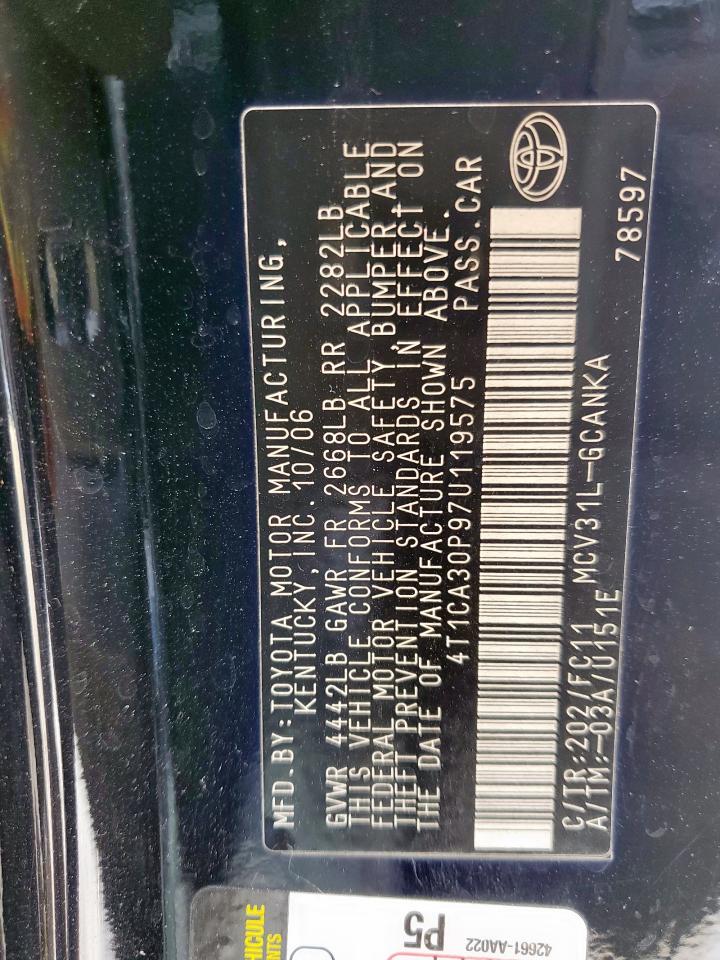 MFD.BY:TOYOTA MOTOR MANUFACTURING,
KENTUCKY,INC. 10/06
GVWR 4442LB GAWR FR 2668LB RR 2282LB
THIS VEHICLE CONFORMS TO ALL APPLICABLE
FEDERAL MOTOR VEHICLE SAFETY,BUMPER,AND
THEFT PREVENTION STANDARDS IN EFFECT ON
THE DATE OF MANUFACTURE SHOWN ABOVE.
4T1CA30P97U119575 PASS.CAR
C/TR:202/FC11 MCV31L-GCANKA
A/TM:-03A/U151E 78597
HICULE
NTS
P5
42661-AA022